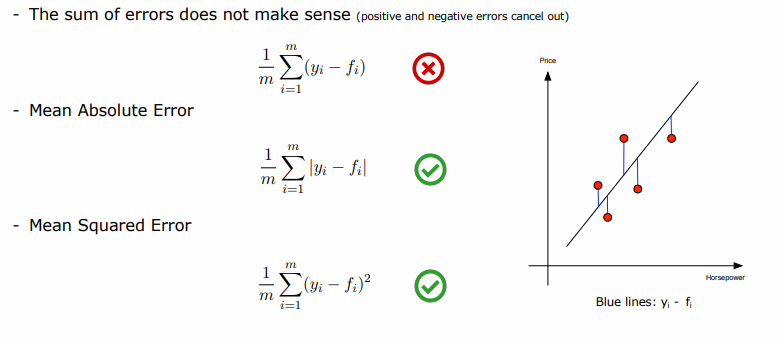 - The sum of errors does not make sense (positive and negative errors cancel out)
$\frac{1}{m}\sum_{i=1}^{m}(y_i - f_i)$
- Mean Absolute Error
$\frac{1}{m}\sum_{i=1}^{m}|y_i - f_i|$
- Mean Squared Error
$\frac{1}{m}\sum_{i=1}^{m}(y_i - f_i)^2$
Price
Horsepower
Blue lines: yᵢ - fᵢ